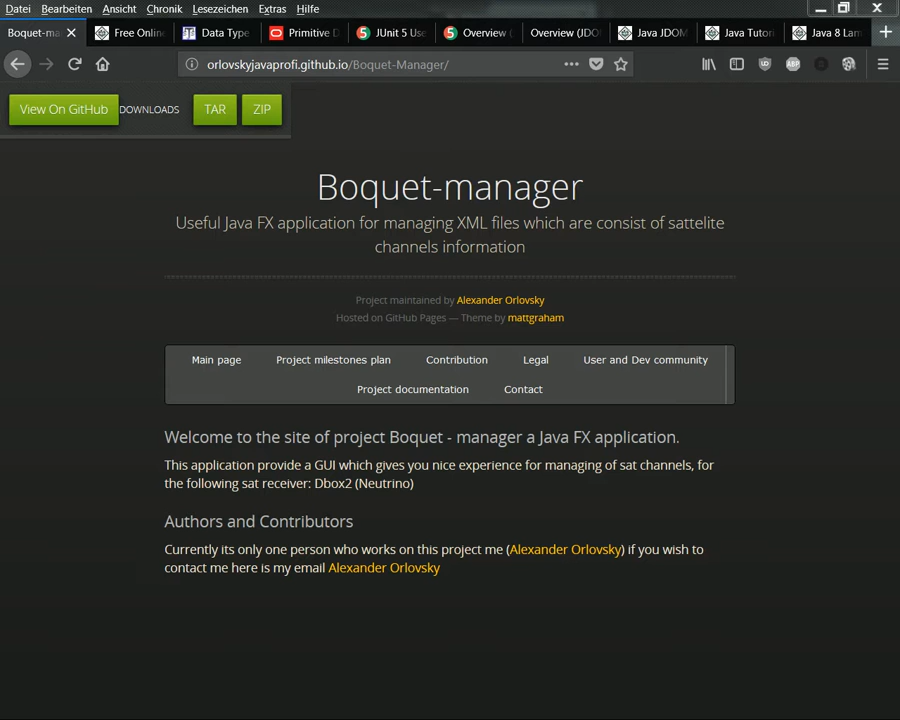 Datei Bearbeiten Ansicht Chronik Lesezeichen Extras Hilfe
Boquet-ma Free Onlin Data Type Primitive D JUnit 5 Use Overview ( Overview (JDO Java JDOM Java Tutori Java 8 Lam
orlovskyjavaprofi.github.io/Boquet-Manager/
View On GitHub DOWNLOADS TAR ZIP
Boquet-manager
Useful Java FX application for managing XML files which are consist of sattelite
channels information
Project maintained by Alexander Orlovsky
Hosted on GitHub Pages — Theme by mattgraham
Main page Project milestones plan Contribution Legal User and Dev community
Project documentation Contact
Welcome to the site of project Boquet - manager a Java FX application.
This application provide a GUI which gives you nice experience for managing of sat channels, for
the following sat receiver: Dbox2 (Neutrino)
Authors and Contributors
Currently its only one person who works on this project me (Alexander Orlovsky) if you wish to
contact me here is my email Alexander Orlovsky